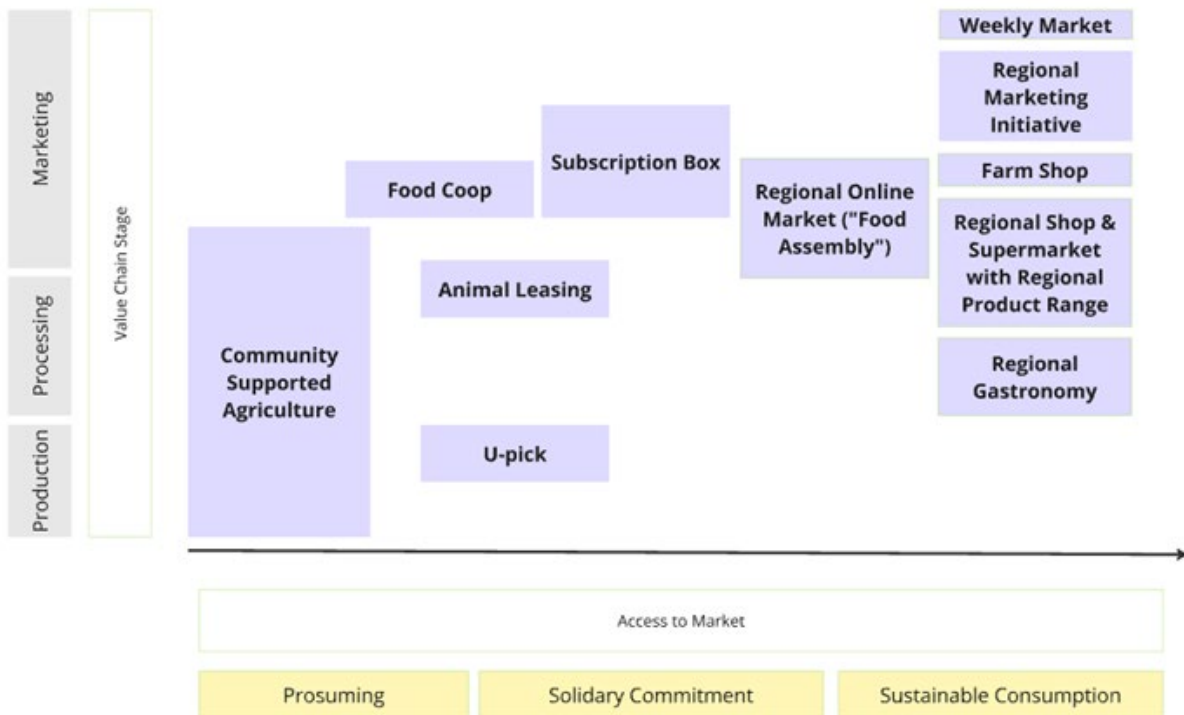 Marketing
Processing
Production
Value Chain Stage
Weekly Market
Regional
Marketing
Initiative
Subscription Box
Food Coop
Farm Shop
Regional Online
Market ("Food
Assembly")
Regional Shop &
Supermarket
with Regional
Product Range
Animal Leasing
Community
Supported
Agriculture
Regional
Gastronomy
U-pick
Access to Market
Prosuming
Solidary Commitment
Sustainable Consumption